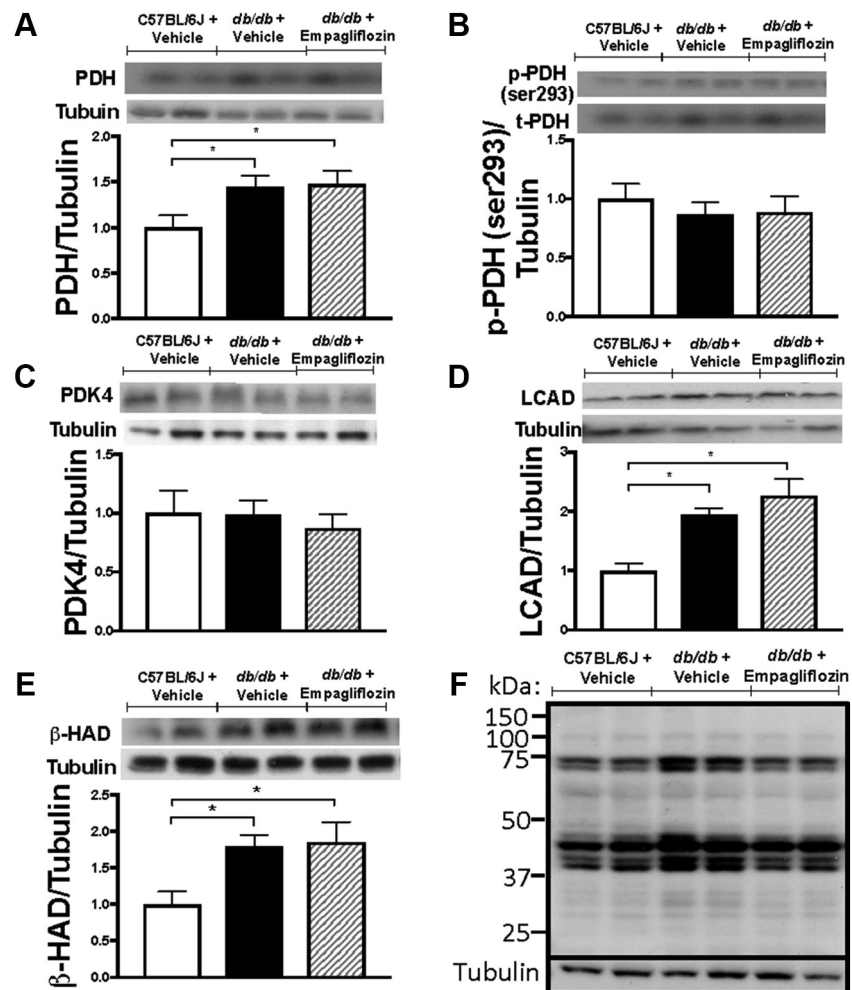 A
C57BL/6J + Vehicle
db/db + Vehicle
db/db + Empagliflozin
PDH
Tubuin
PDH/Tubulin
2.0
1.5
1.0
0.5
0.0
*
*
B
C57BL/6J + Vehicle
db/db + Vehicle
db/db + Empagliflozin
p-PDH
(ser293)
t-PDH
p-PDH (ser293)/
Tubulin
1.5
1.0
0.5
0.0
C
C57BL/6J + Vehicle
db/db + Vehicle
db/db + Empagliflozin
PDK4
Tubulin
PDK4/Tubulin
1.5
1.0
0.5
0.0
D
C57BL/6J + Vehicle
db/db + Vehicle
db/db + Empagliflozin
LCAD
Tubulin
LCAD/Tubulin
3
2
1
0
*
*
E
C57BL/6J + Vehicle
db/db + Vehicle
db/db + Empagliflozin
β-HAD
Tubulin
β-HAD/Tubulin
2.5
2.0
1.5
1.0
0.5
0.0
*
*
F
C57BL/6J + Vehicle
db/db + Vehicle
db/db + Empagliflozin
kDa:
150
100
75
50
37
25
Tubulin